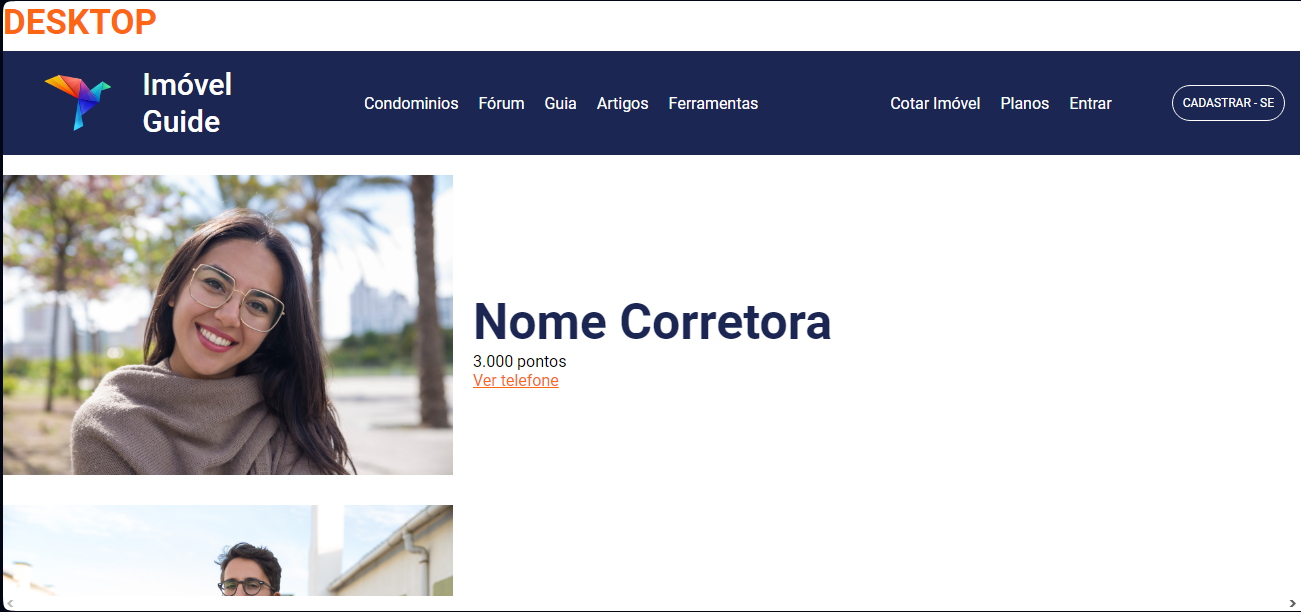 DESKTOP
Imóvel
Guide
Condominios Fórum Guia Artigos Ferramentas Cotar Imóvel Planos Entrar CADASTRAR - SE
Nome Corretora
3.000 pontos
Ver telefone